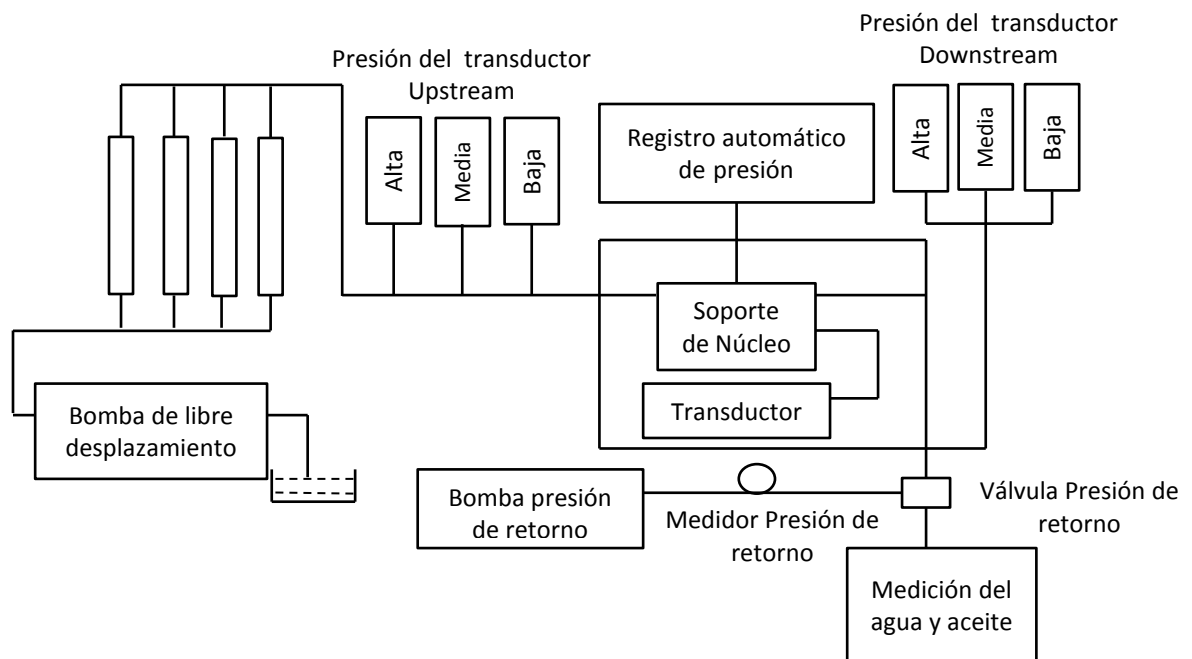 Presión del transductor
Upstream
Alta
Media
Baja
Registro automático
de presión
Presión del transductor
Downstream
Alta
Media
Baja
Soporte
de Núcleo
Transductor
Bomba de libre
desplazamiento
Bomba presión
de retorno
Medidor Presión de
retorno
Válvula Presión de
retorno
Medición del
agua y aceite